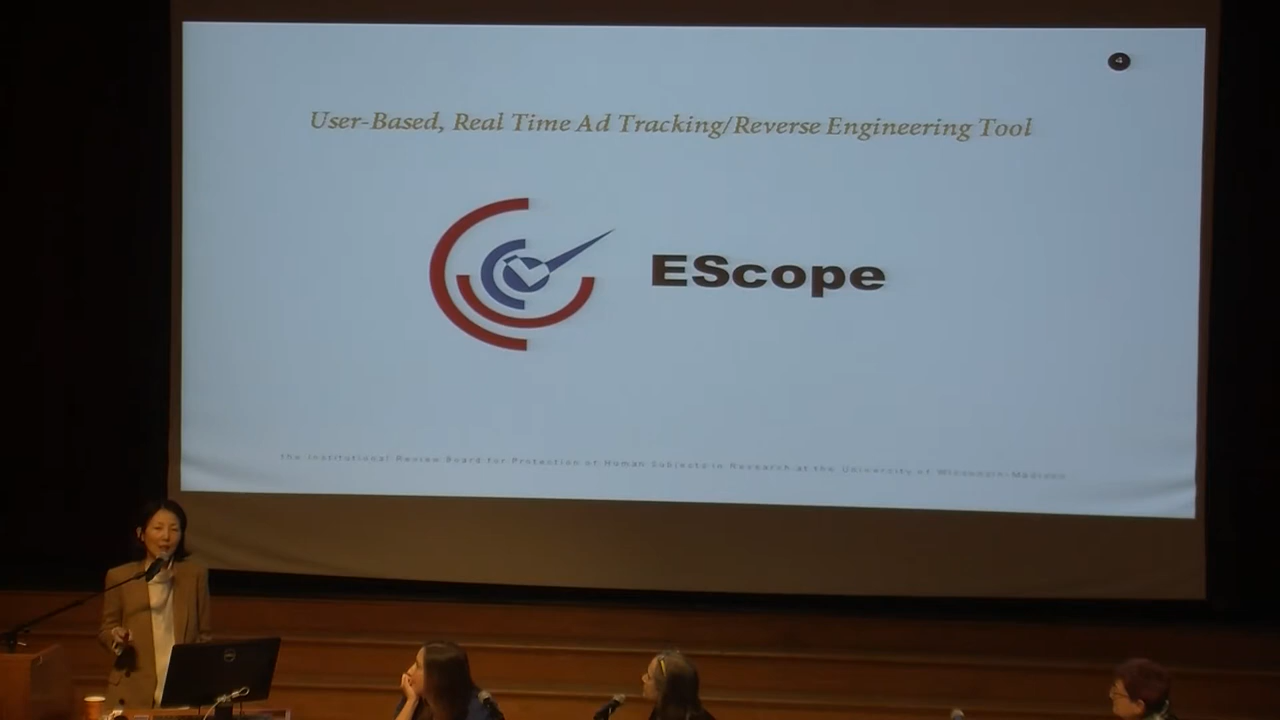 4
User-Based, Real Time Ad Tracking/Reverse Engineering Tool
EScope
the Institutional Review Board for Protection of Human Subjects in Research at the University of Wisconsin-Madison
DELL